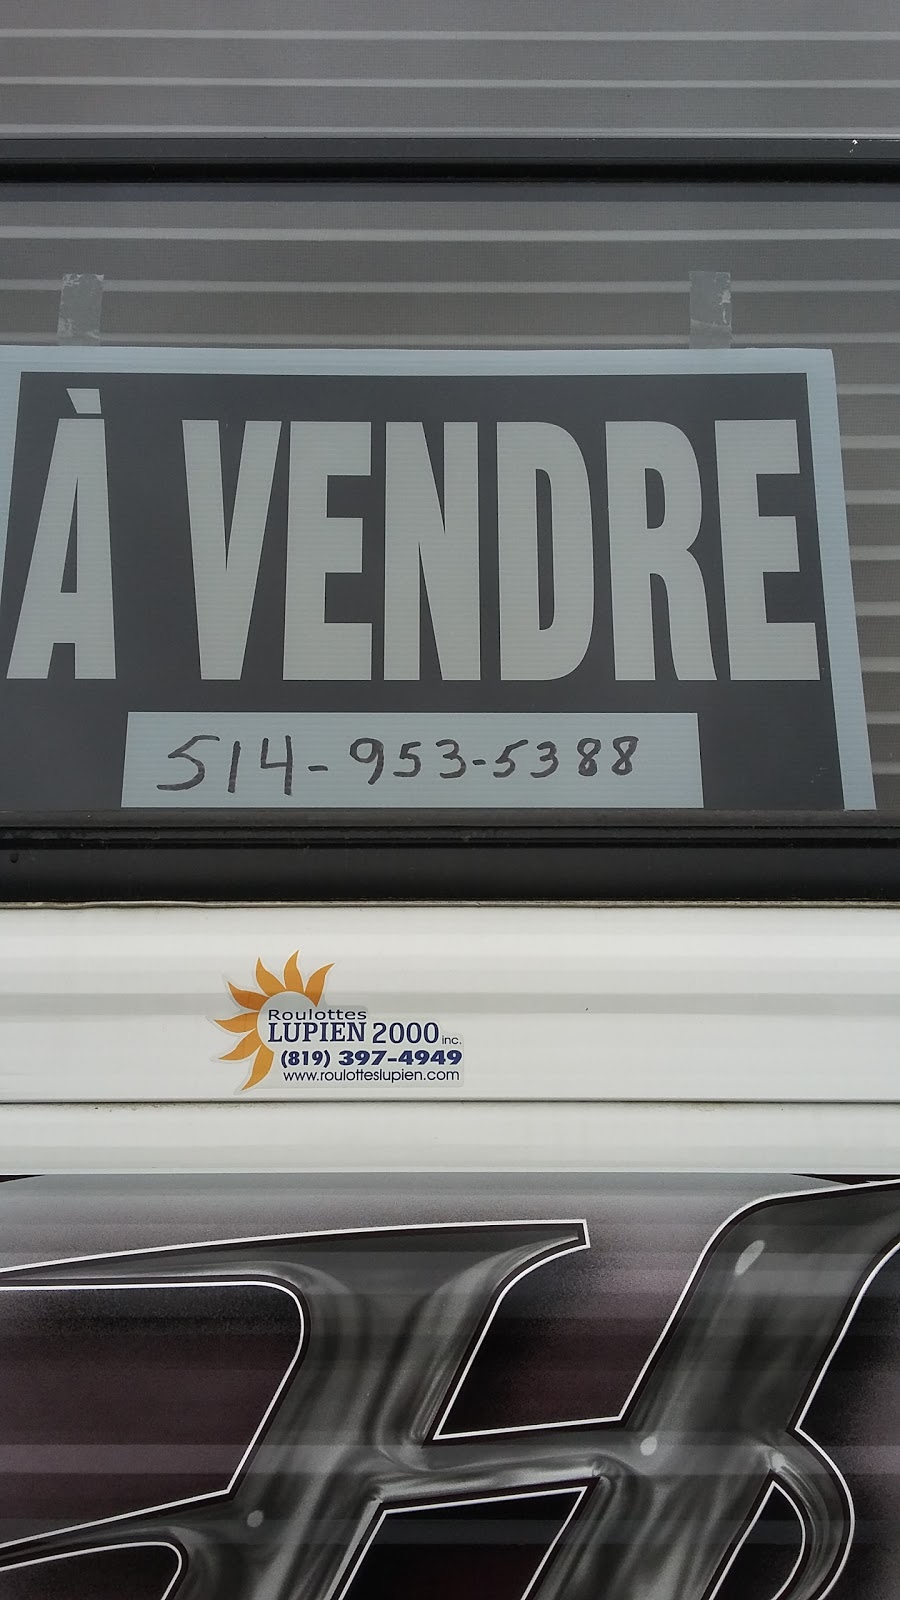 À VENDRE
514-953-5388
Roulottes
LUPIEN 2000 inc.
(819) 397-4949
www.roulotteslupien.com